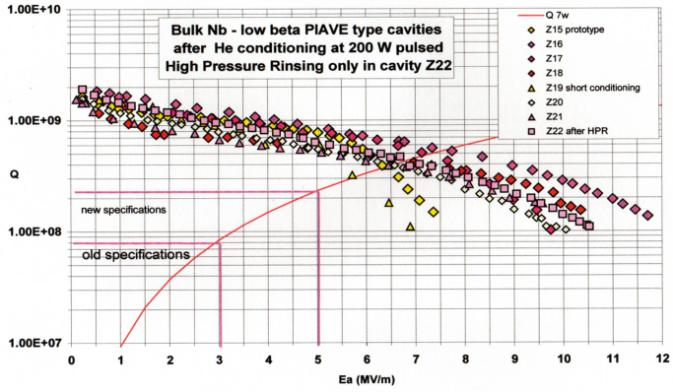 1.00E+10
Bulk Nb - low beta PIAVE type cavities
after He conditioning at 200 W pulsed
High Pressure Rinsing only in cavity Z22
Q 7w
Z15 prototype
Z16
Z17
Z18
Z19 short conditioning
Z20
Z21
Z22 after HPR
1.00E+09
Q
new specifications
1.00E+08
old specifications
1.00E+07
0 1 2 3 4 5 6 7 8 9 10 11 12
Ea (MV/m)